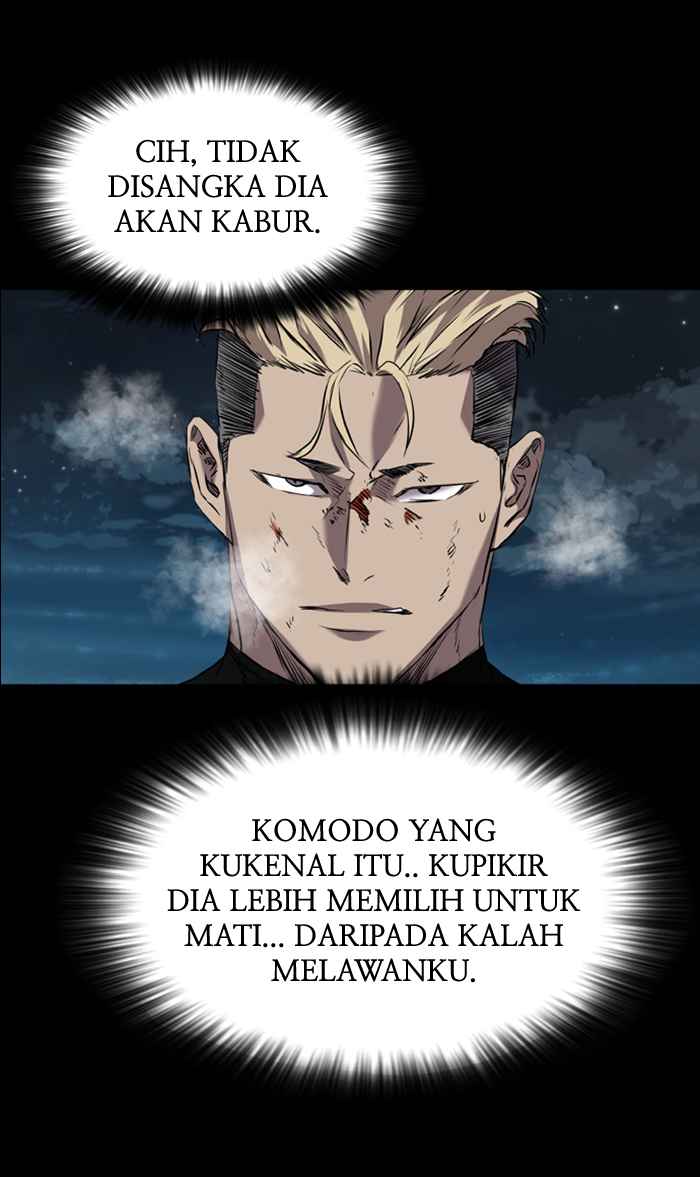 CIH, TIDAK
DISANGKA DIA
AKAN KABUR.
KOMODO YANG
KUKENAL ITU.. KUPIKIR
DIA LEBIH MEMILIH UNTUK
MATI... DARIPADA KALAH
MELAWANKU.